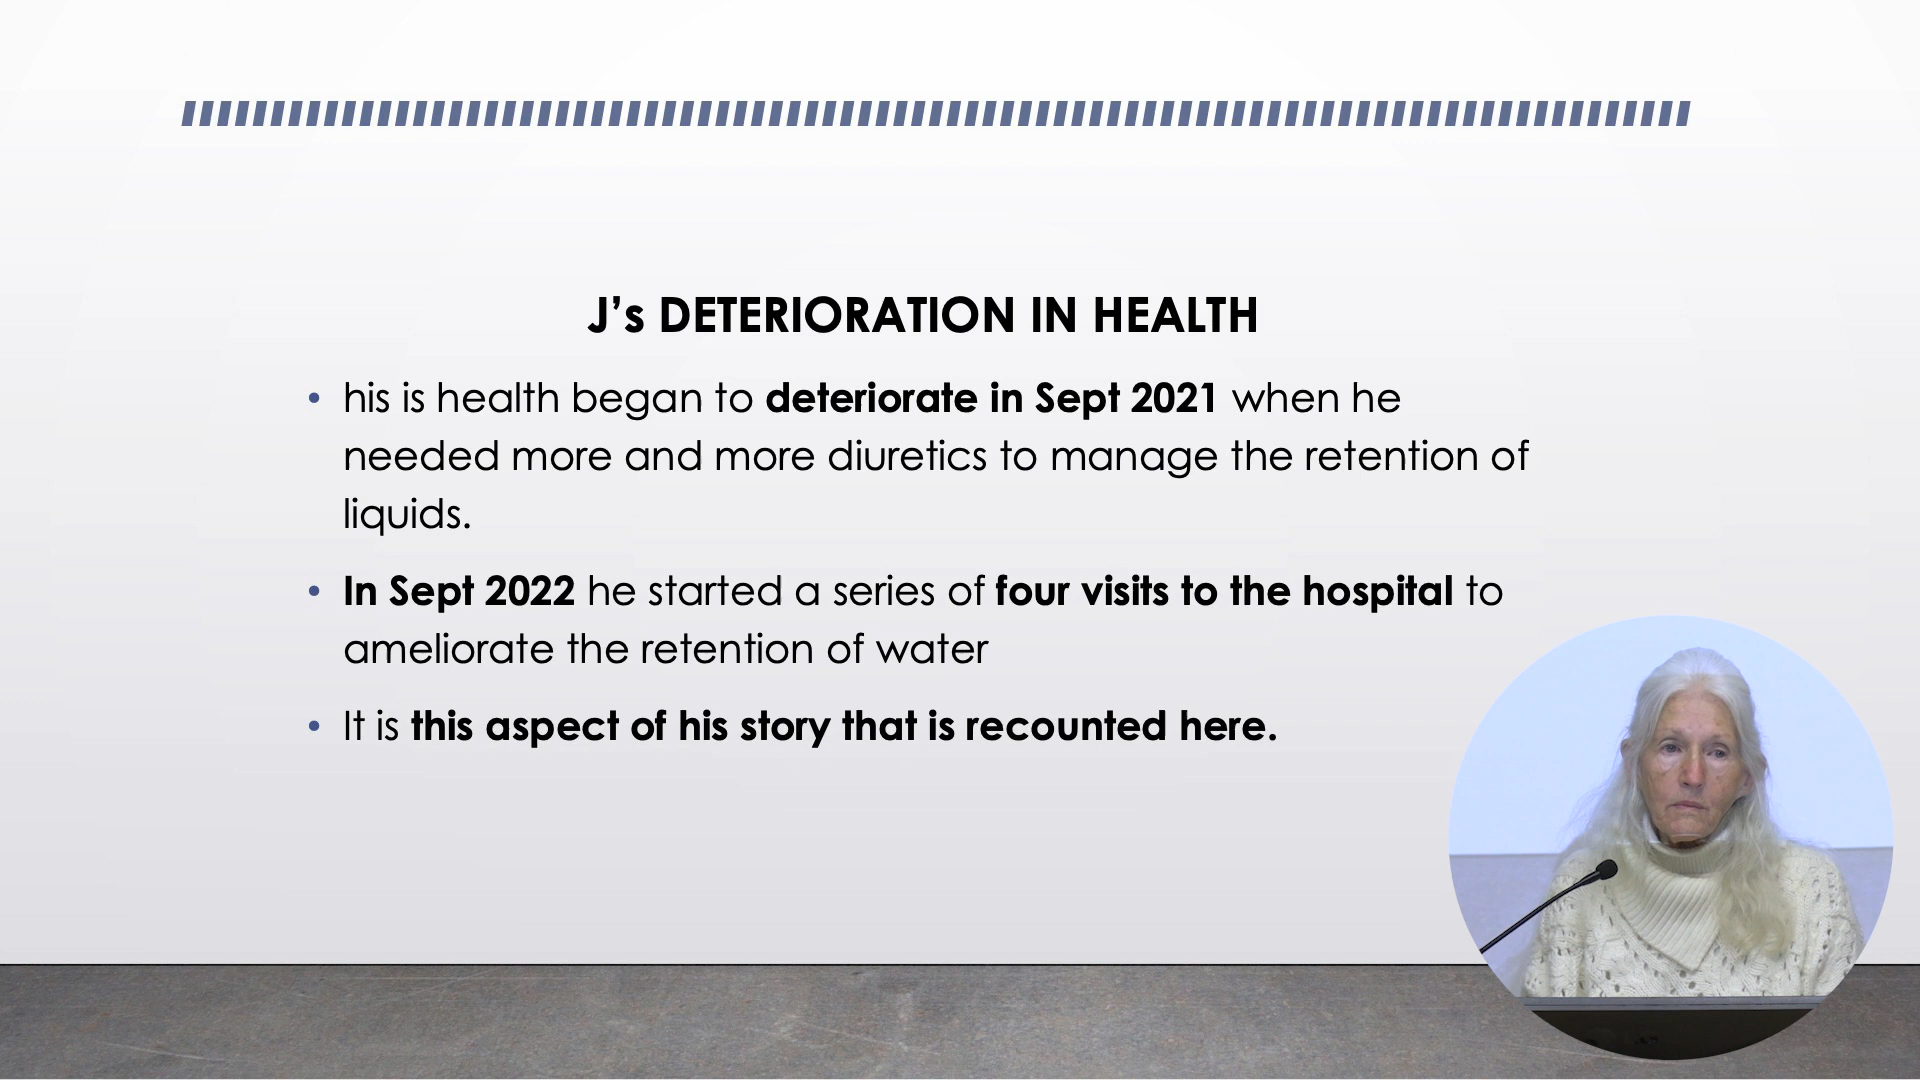 J’s DETERIORATION IN HEALTH
• his is health began to deteriorate in Sept 2021 when he
needed more and more diuretics to manage the retention of
liquids.
• In Sept 2022 he started a series of four visits to the hospital to
ameliorate the retention of water
• It is this aspect of his story that is recounted here.